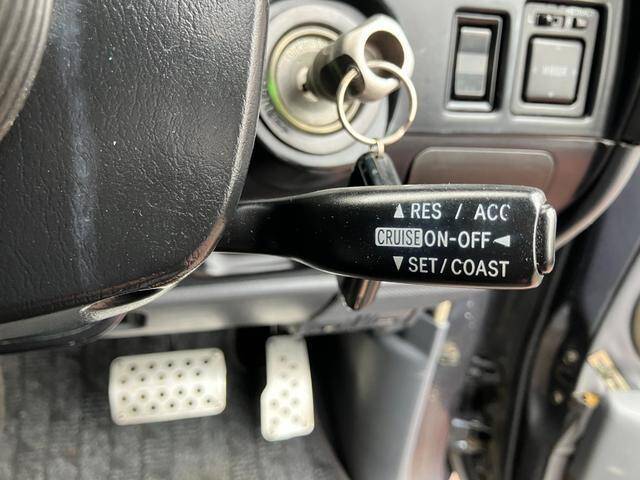 ▲RES / ACC
CRUISE ON-OFF◄
▼SET/COAST